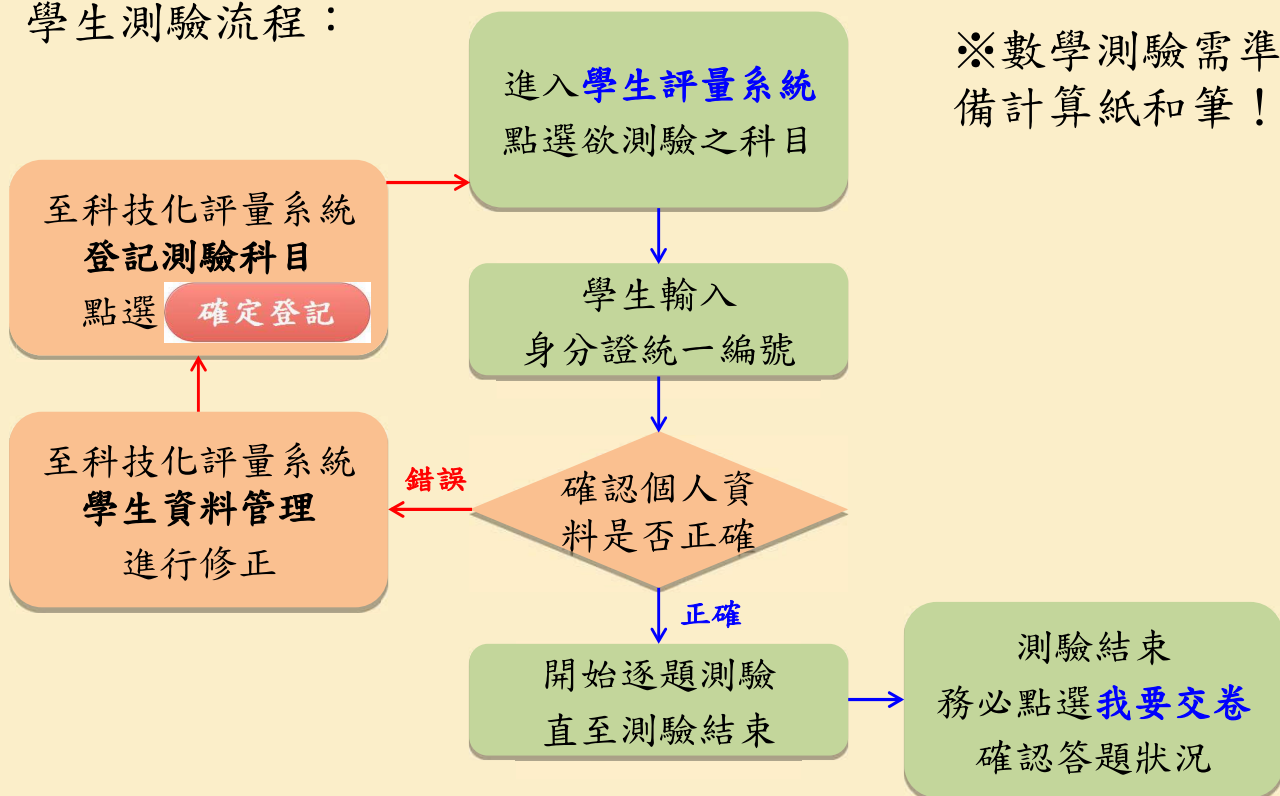 學生測驗流程：
※數學測驗需準
備計算紙和筆！
進入學生評量系統
點選欲測驗之科目
至科技化評量系統
登記測驗科目
點選 確定登記
學生輸入
身分證統一編號
至科技化評量系統
學生資料管理
進行修正
錯誤
確認個人資
料是否正確
正確
開始逐題測驗
直至測驗結束
測驗結束
務必點選我要交卷
確認答題狀況